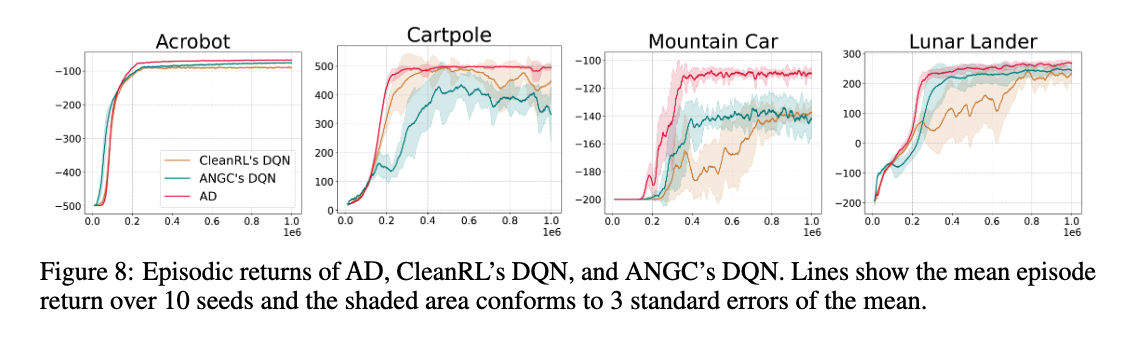 Acrobot
−100
−200
−300
−400
−500
0.0 0.2 0.4 0.6 0.8 1.0
1e6
CleanRL's DQN
ANGC's DQN
AD
Cartpole
500
400
300
200
100
0
0.0 0.2 0.4 0.6 0.8 1.0
1e6
Mountain Car
−100
−120
−140
−160
−180
−200
0.0 0.2 0.4 0.6 0.8 1.0
1e6
Lunar Lander
300
200
100
0
−100
−200
0.0 0.2 0.4 0.6 0.8 1.0
1e6
Figure 8: Episodic returns of AD, CleanRL’s DQN, and ANGC’s DQN. Lines show the mean episode
return over 10 seeds and the shaded area conforms to 3 standard errors of the mean.